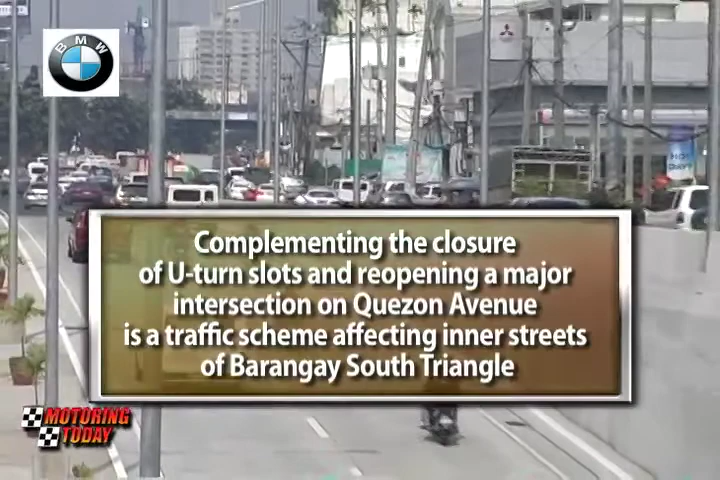 BMW
Complementing the closure
of U-turn slots and reopening a major
intersection on Quezon Avenue
is a traffic scheme affecting inner streets
of Barangay South Triangle
MOTORING
TODAY